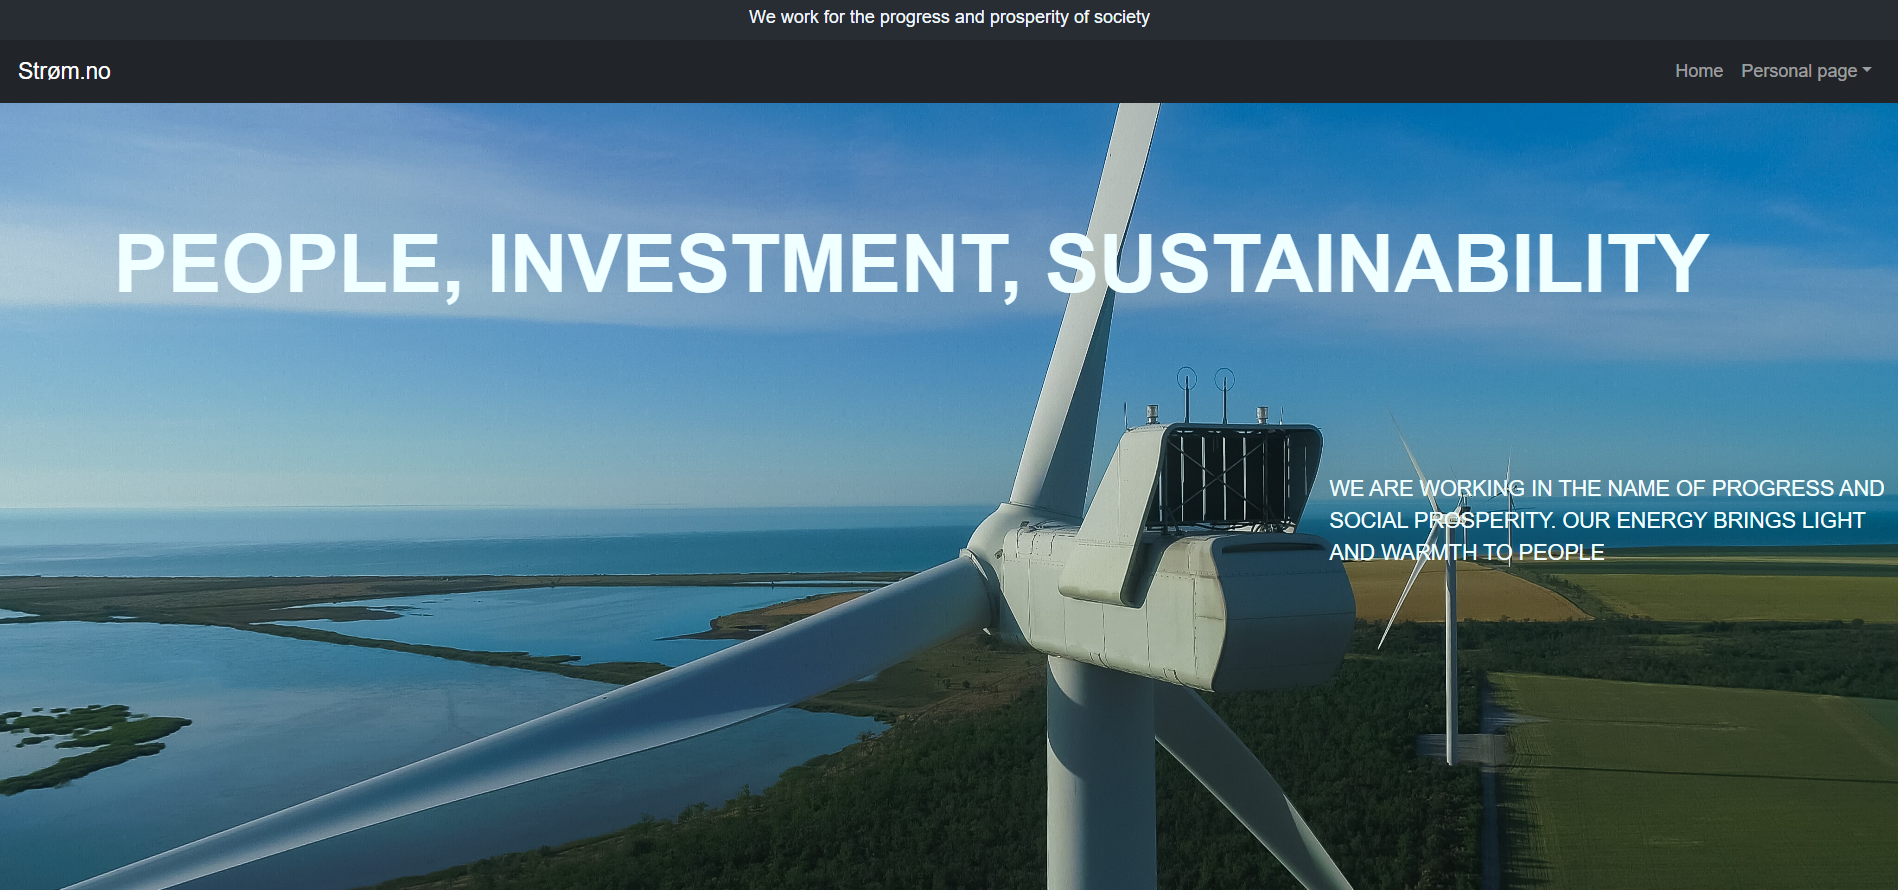 We work for the progress and prosperity of society
Strøm.no
Home
Personal page
PEOPLE, INVESTMENT, SUSTAINABILITY
WE ARE WORKING IN THE NAME OF PROGRESS AND
SOCIAL PROSPERITY. OUR ENERGY BRINGS LIGHT
AND WARMTH TO PEOPLE